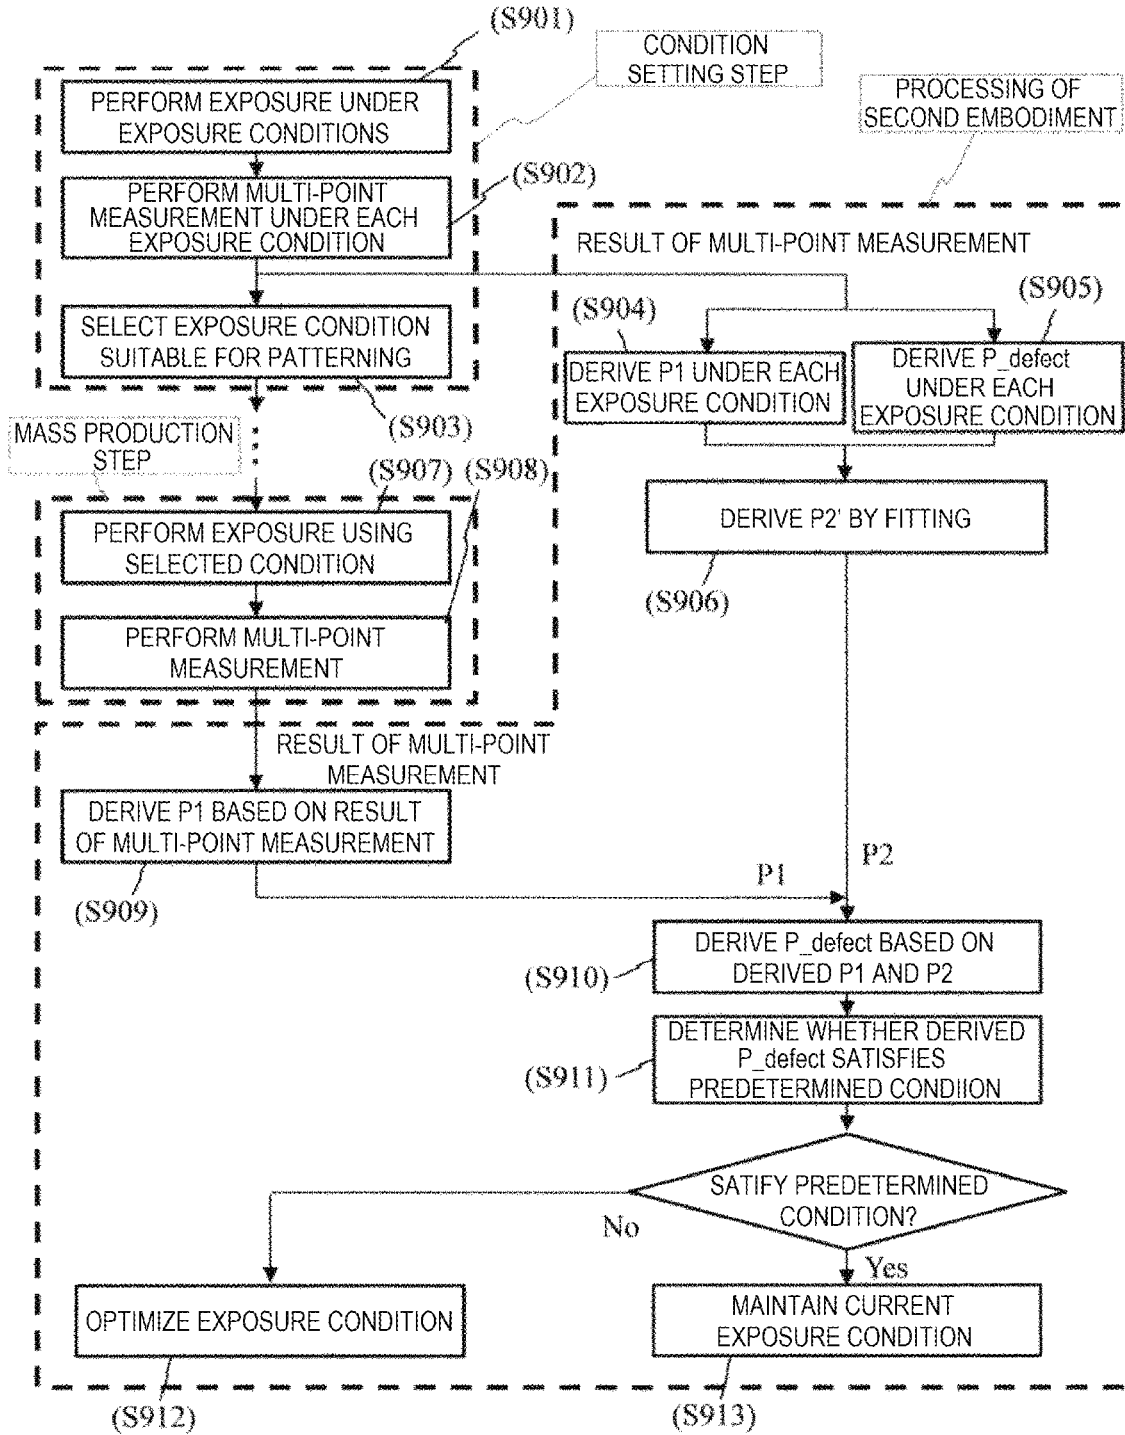 (S901)
CONDITION
SETTING STEP
PROCESSING OF
SECOND EMBODIMENT
PERFORM EXPOSURE UNDER
EXPOSURE CONDITIONS
(S902)
PERFORM MULTI-POINT
MEASUREMENT UNDER EACH
EXPOSURE CONDITION
RESULT OF MULTI-POINT MEASUREMENT
SELECT EXPOSURE CONDITION
SUITABLE FOR PATTERNING
(S903)
(S904)
(S905)
DERIVE P1 UNDER EACH
EXPOSURE CONDITION
DERIVE P_defect
UNDER EACH
EXPOSURE CONDITION
MASS PRODUCTION
STEP
(S907)
(S908)
PERFORM EXPOSURE USING
SELECTED CONDITION
DERIVE P2' BY FITTING
(S906)
PERFORM MULTI-POINT
MEASUREMENT
RESULT OF MULTI-POINT
MEASUREMENT
DERIVE P1 BASED ON RESULT
OF MULTI-POINT MEASUREMENT
(S909)
P1
P2
DERIVE P_defect BASED ON
DERIVED P1 AND P2
(S910)
DETERMINE WHETHER DERIVED
P_defect SATISFIES
PREDETERMINED CONDIION
(S911)
SATIFY PREDETERMINED
CONDITION?
No
Yes
OPTIMIZE EXPOSURE CONDITION
MAINTAIN CURRENT
EXPOSURE CONDITION
(S912)
(S913)